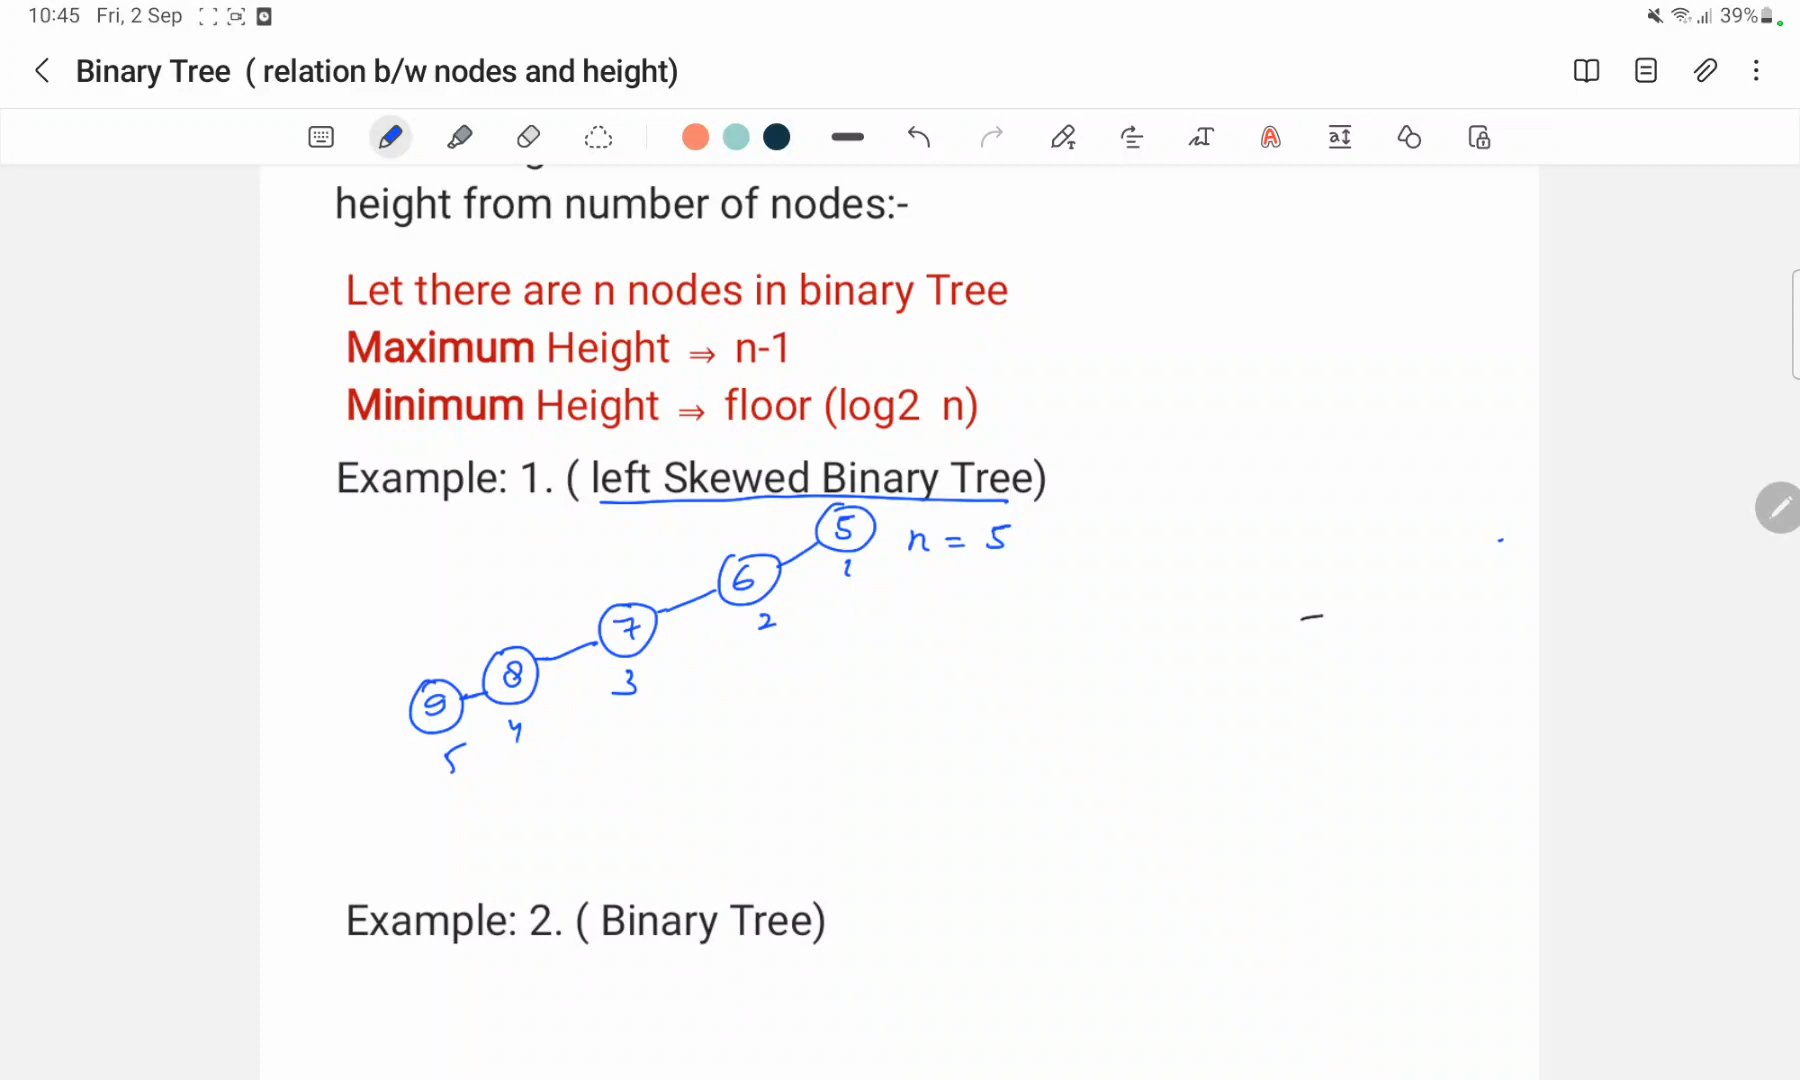 10:45 Fri, 2 Sep 39%
Binary Tree ( relation b/w nodes and height)
height from number of nodes:-
Let there are n nodes in binary Tree
Maximum Height ⇒ n-1
Minimum Height ⇒ floor (log2 n)
Example: 1. ( left Skewed Binary Tree)
5 n = 5
1
6
2
7
3
8
4
9
5
Example: 2. ( Binary Tree)